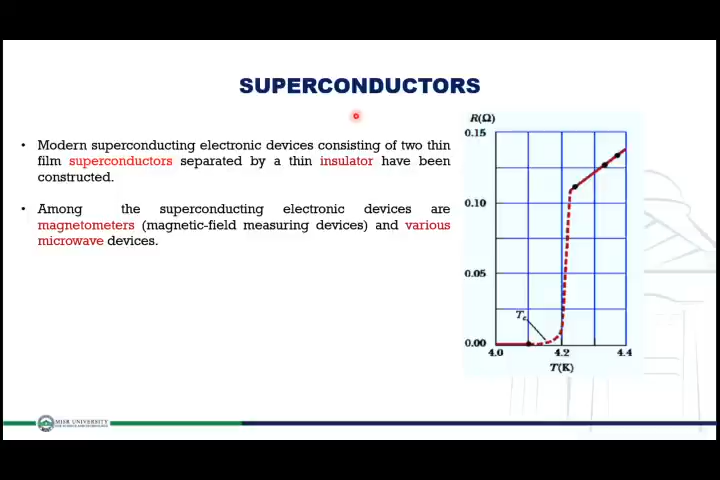 SUPERCONDUCTORS
• Modern superconducting electronic devices consisting of two thin
film superconductors separated by a thin insulator have been
constructed.
• Among the superconducting electronic devices are
magnetometers (magnetic-field measuring devices) and various
microwave devices.
R(Ω)
0.15
0.10
0.05
0.00
Tc
4.0
4.2
4.4
T(K)
MISR UNIVERSITY